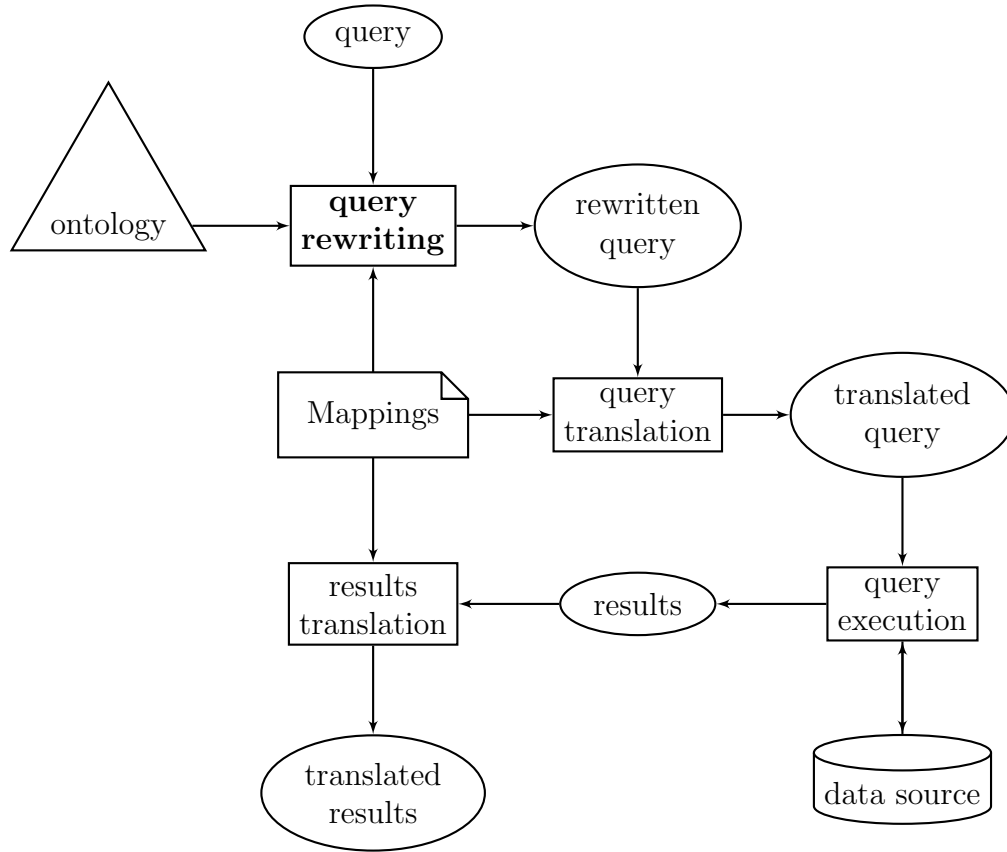 query
ontology
query
rewriting
rewritten
query
Mappings
query
translation
translated
query
results
translation
results
query
execution
translated
results
data source